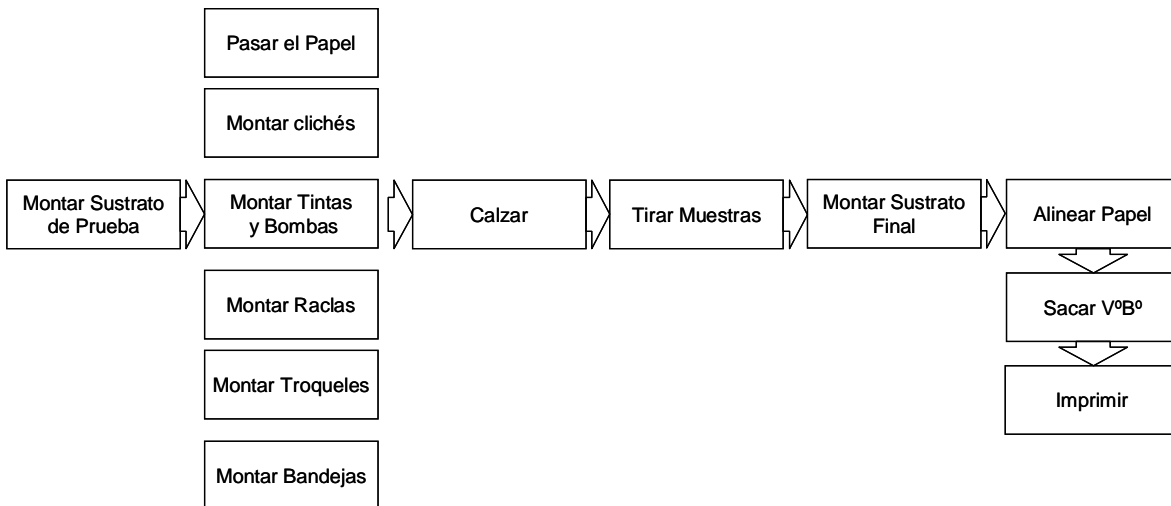 Pasar el Papel
Montar clichés
Montar Sustrato
de Prueba
Montar Tintas
y Bombas
Calzar
Tirar Muestras
Montar Sustrato
Final
Alinear Papel
Montar Raclas
Sacar VºBº
Montar Troqueles
Imprimir
Montar Bandejas